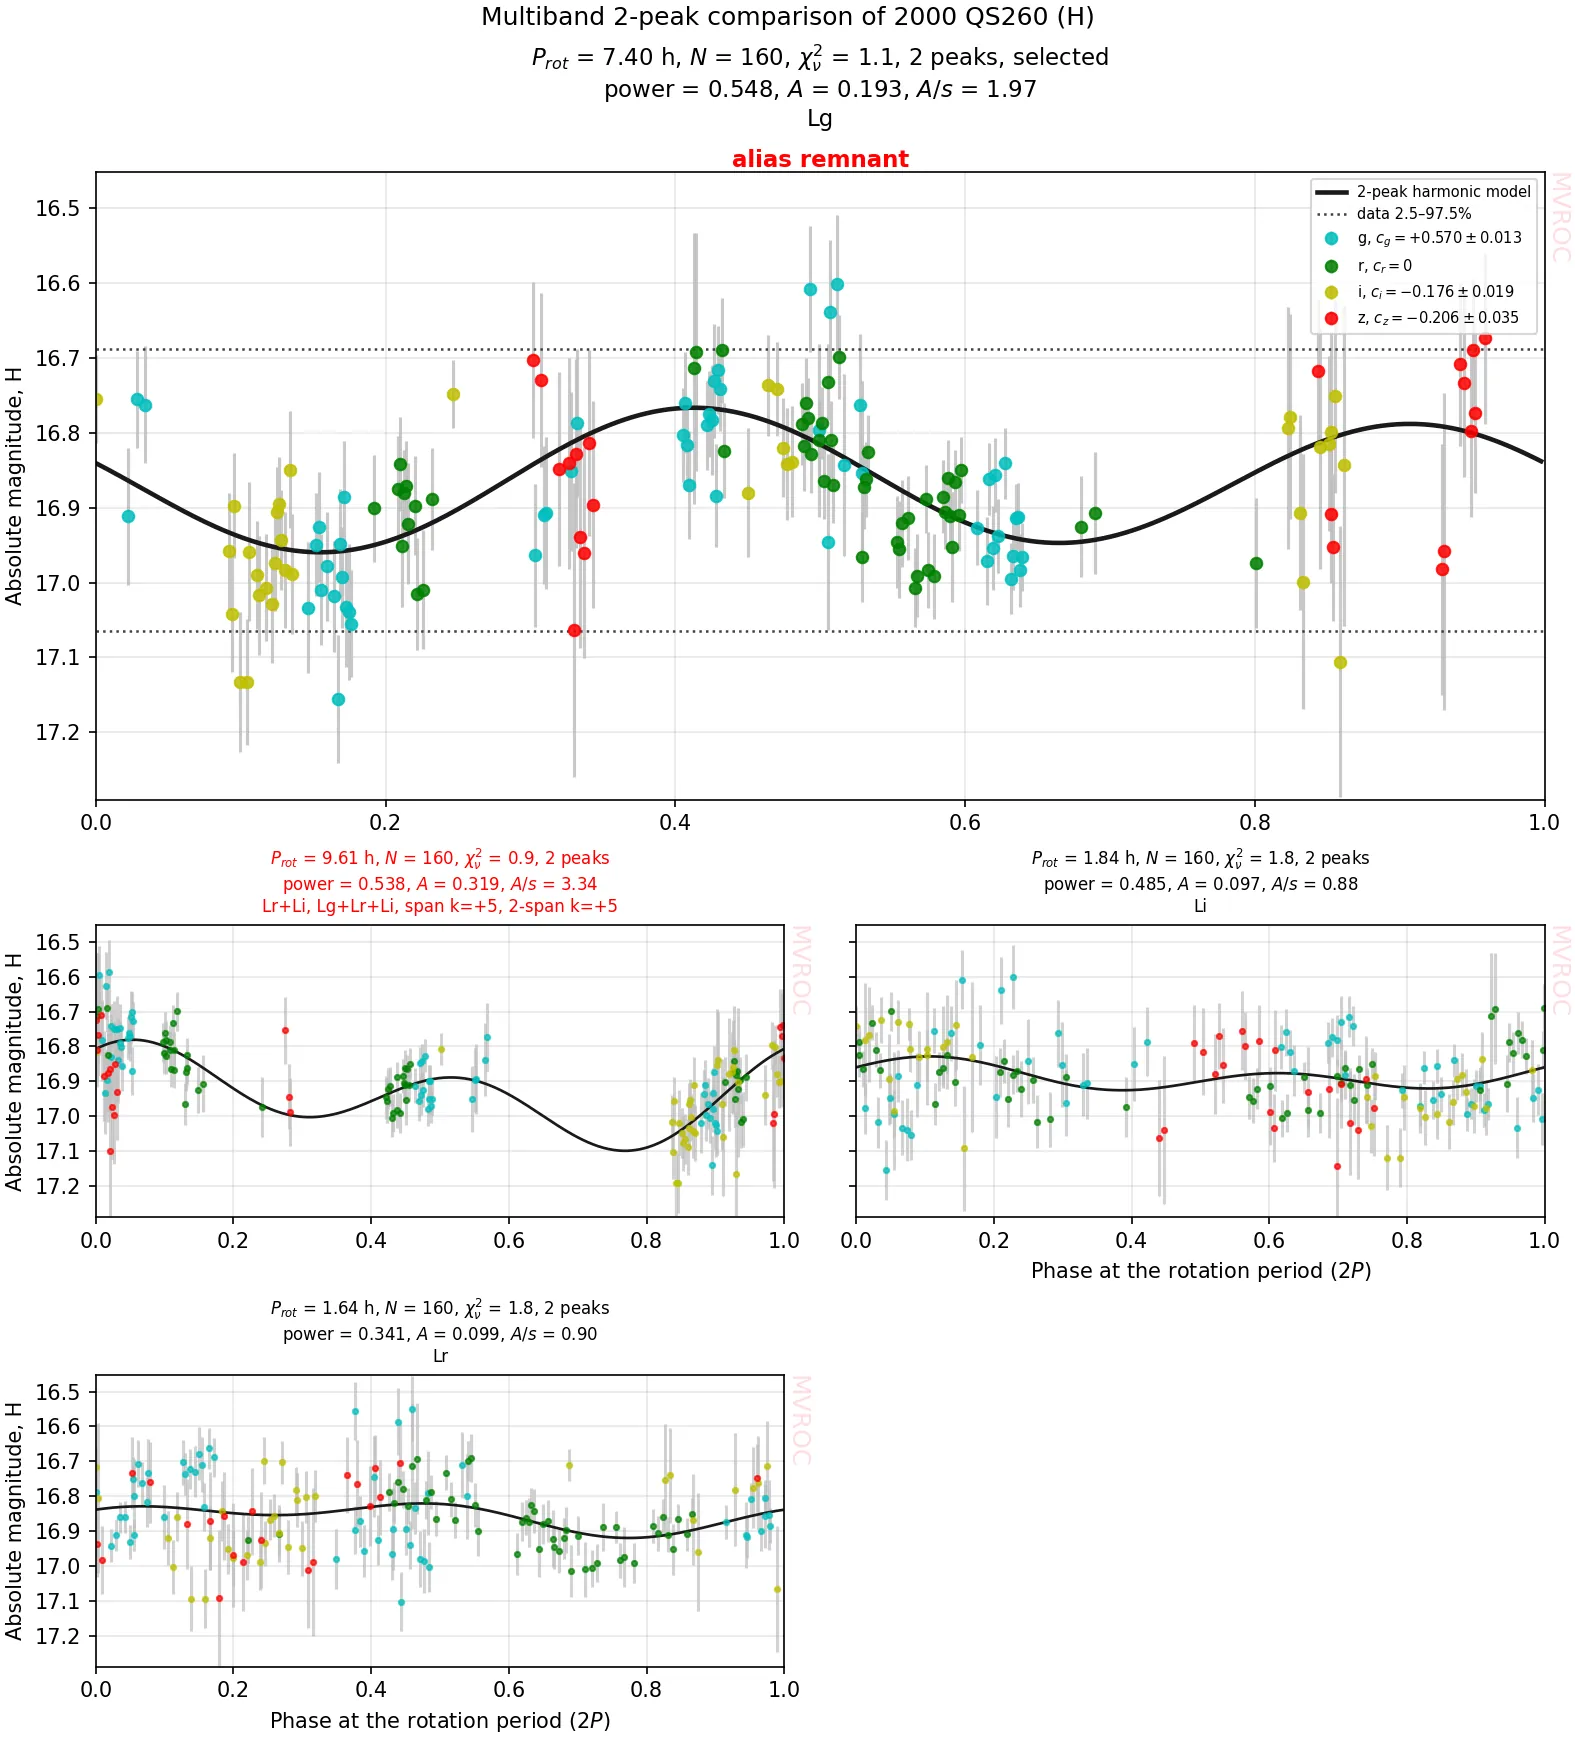 Multiband 2-peak comparison of 2000 QS260 (H)
P_rot = 7.40 h, N = 160, χ²_ν = 1.1, 2 peaks, selected
power = 0.548, A = 0.193, A/s = 1.97
Lg
alias remnant
2-peak harmonic model
data 2.5–97.5%
g, c_g = +0.570 ± 0.013
r, c_r = 0
i, c_i = −0.176 ± 0.019
z, c_z = −0.206 ± 0.035
MVROC
Absolute magnitude, H
16.5
16.6
16.7
16.8
16.9
17.0
17.1
17.2
0.0 0.2 0.4 0.6 0.8 1.0
P_rot = 9.61 h, N = 160, χ²_ν = 0.9, 2 peaks
power = 0.538, A = 0.319, A/s = 3.34
Lr+Li, Lg+Lr+Li, span k=+5, 2-span k=+5
MVROC
Absolute magnitude, H
16.5
16.6
16.7
16.8
16.9
17.0
17.1
17.2
0.0 0.2 0.4 0.6 0.8 1.0
P_rot = 1.84 h, N = 160, χ²_ν = 1.8, 2 peaks
power = 0.485, A = 0.097, A/s = 0.88
Li
MVROC
0.0 0.2 0.4 0.6 0.8 1.0
Phase at the rotation period (2P)
P_rot = 1.64 h, N = 160, χ²_ν = 1.8, 2 peaks
power = 0.341, A = 0.099, A/s = 0.90
Lr
MVROC
Absolute magnitude, H
16.5
16.6
16.7
16.8
16.9
17.0
17.1
17.2
0.0 0.2 0.4 0.6 0.8 1.0
Phase at the rotation period (2P)